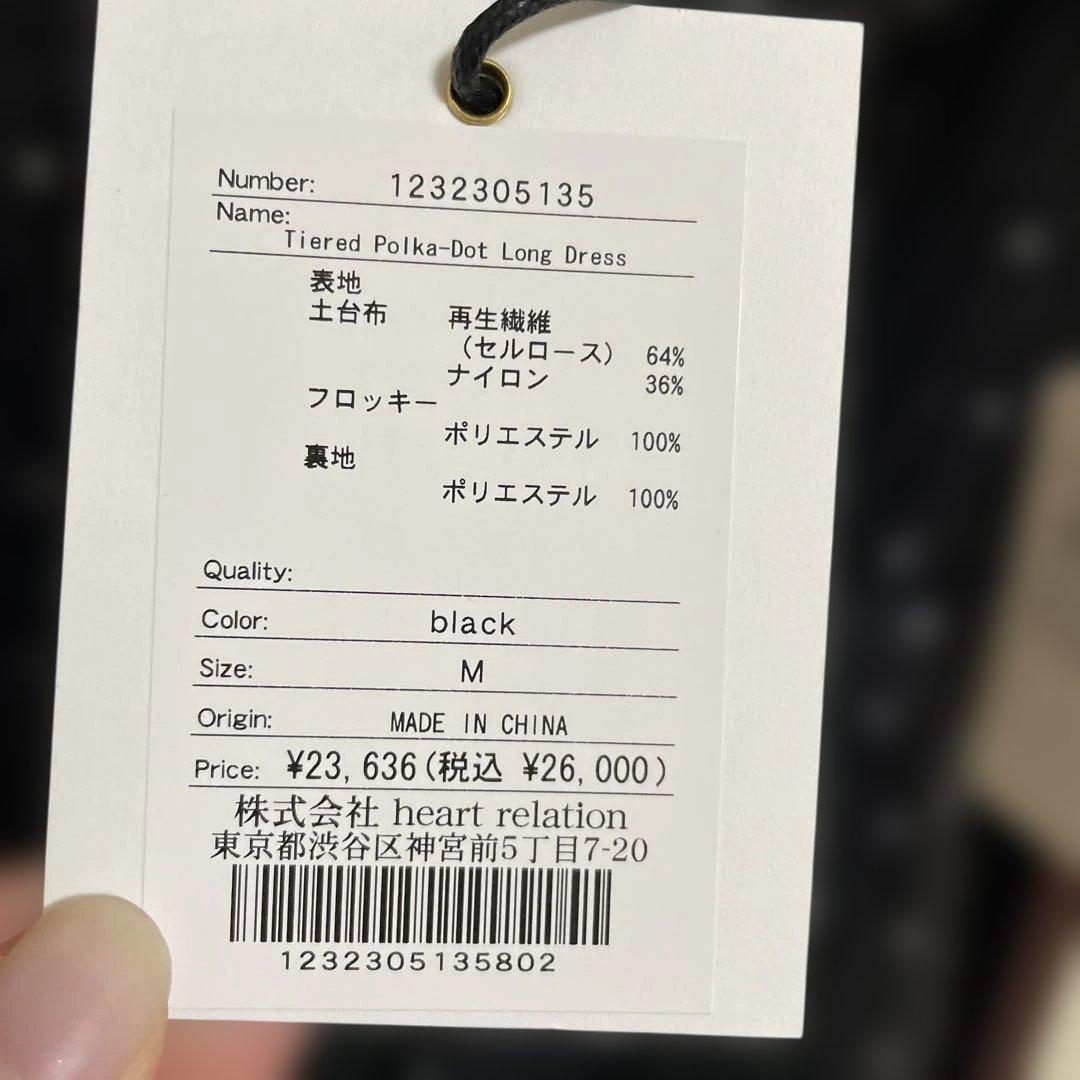 Number: 1232305135
Name:
Tiered Polka-Dot Long Dress
表地
土台布 再生繊維
（セルロース） 64%
ナイロン 36%
フロッキー
ポリエステル 100%
裏地
ポリエステル 100%
Quality:
Color: black
Size: M
Origin: MADE IN CHINA
Price: ¥23,636(税込 ¥26,000)
株式会社 heart relation
東京都渋谷区神宮前5丁目7-20
1232305135802